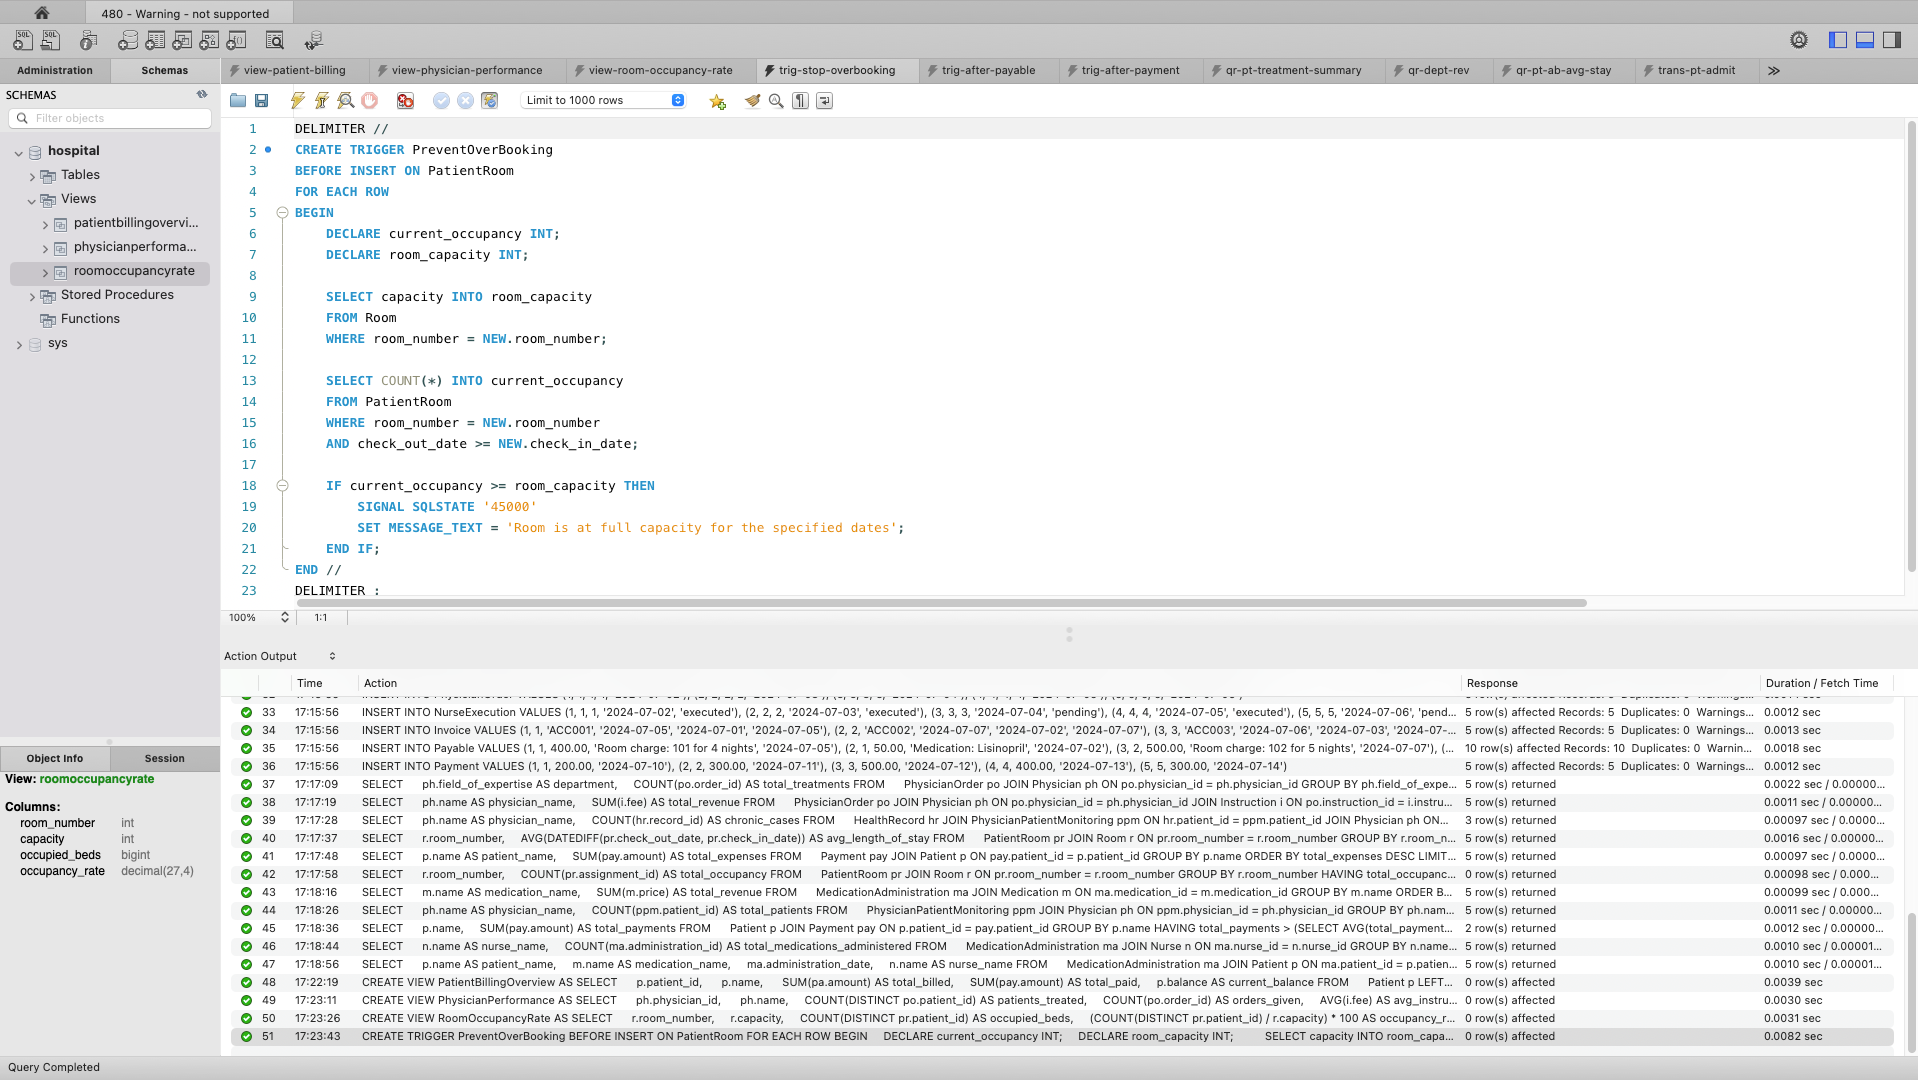 480 - Warning - not supported
Administration
Schemas
view-patient-billing
view-physician-performance
view-room-occupancy-rate
trig-stop-overbooking
trig-after-payable
trig-after-payment
qr-pt-treatment-summary
qr-dept-rev
qr-pt-ab-avg-stay
trans-pt-admit
SCHEMAS
Filter objects
hospital
Tables
Views
patientbillingovervi...
physicianperforma...
roomoccupancyrate
Stored Procedures
Functions
sys
Limit to 1000 rows
1 DELIMITER //
2 CREATE TRIGGER PreventOverBooking
3 BEFORE INSERT ON PatientRoom
4 FOR EACH ROW
5 BEGIN
6 DECLARE current_occupancy INT;
7 DECLARE room_capacity INT;
8
9 SELECT capacity INTO room_capacity
10 FROM Room
11 WHERE room_number = NEW.room_number;
12
13 SELECT COUNT(*) INTO current_occupancy
14 FROM PatientRoom
15 WHERE room_number = NEW.room_number
16 AND check_out_date >= NEW.check_in_date;
17
18 IF current_occupancy >= room_capacity THEN
19 SIGNAL SQLSTATE '45000'
20 SET MESSAGE_TEXT = 'Room is at full capacity for the specified dates';
21 END IF;
22 END //
23 DELIMITER ;
100% 1:1
Action Output
Time Action Response Duration / Fetch Time
33 17:15:56 INSERT INTO NurseExecution VALUES (1, 1, 1, '2024-07-02', 'executed'), (2, 2, 2, '2024-07-03', 'executed'), (3, 3, 3, '2024-07-04', 'pending'), (4, 4, 4, '2024-07-05', 'executed'), (5, 5, 5, '2024-07-06', 'pend... 5 row(s) affected Records: 5 Duplicates: 0 Warnings... 0.0012 sec
34 17:15:56 INSERT INTO Invoice VALUES (1, 1, 'ACC001', '2024-07-05', '2024-07-01', '2024-07-05'), (2, 2, 'ACC002', '2024-07-07', '2024-07-02', '2024-07-07'), (3, 3, 'ACC003', '2024-07-06', '2024-07-03', '2024-07-... 5 row(s) affected Records: 5 Duplicates: 0 Warnings... 0.0013 sec
35 17:15:56 INSERT INTO Payable VALUES (1, 1, 400.00, 'Room charge: 101 for 4 nights', '2024-07-05'), (2, 1, 50.00, 'Medication: Lisinopril', '2024-07-02'), (3, 2, 500.00, 'Room charge: 102 for 5 nights', '2024-07-07'), (... 10 row(s) affected Records: 10 Duplicates: 0 Warnin... 0.0018 sec
36 17:15:56 INSERT INTO Payment VALUES (1, 1, 200.00, '2024-07-10'), (2, 2, 300.00, '2024-07-11'), (3, 3, 500.00, '2024-07-12'), (4, 4, 400.00, '2024-07-13'), (5, 5, 300.00, '2024-07-14') 5 row(s) affected Records: 5 Duplicates: 0 Warnings... 0.0012 sec
37 17:17:09 SELECT ph.field_of_expertise AS department, COUNT(po.order_id) AS total_treatments FROM PhysicianOrder po JOIN Physician ph ON po.physician_id = ph.physician_id GROUP BY ph.field_of_expe... 5 row(s) returned 0.0022 sec / 0.00000...
38 17:17:19 SELECT ph.name AS physician_name, SUM(i.fee) AS total_revenue FROM PhysicianOrder po JOIN Physician ph ON po.physician_id = ph.physician_id JOIN Instruction i ON po.instruction_id = i.instru... 5 row(s) returned 0.0011 sec / 0.00000...
39 17:17:28 SELECT ph.name AS physician_name, COUNT(hr.record_id) AS chronic_cases FROM HealthRecord hr JOIN PhysicianPatientMonitoring ppm ON hr.patient_id = ppm.patient_id JOIN Physician ph ON... 3 row(s) returned 0.00097 sec / 0.0000...
40 17:17:37 SELECT r.room_number, AVG(DATEDIFF(pr.check_out_date, pr.check_in_date)) AS avg_length_of_stay FROM PatientRoom pr JOIN Room r ON pr.room_number = r.room_number GROUP BY r.room_n... 5 row(s) returned 0.0016 sec / 0.00000...
41 17:17:48 SELECT p.name AS patient_name, SUM(pay.amount) AS total_expenses FROM Payment pay JOIN Patient p ON pay.patient_id = p.patient_id GROUP BY p.name ORDER BY total_expenses DESC LIMIT... 5 row(s) returned 0.00097 sec / 0.0000...
42 17:17:58 SELECT r.room_number, COUNT(pr.assignment_id) AS total_occupancy FROM PatientRoom pr JOIN Room r ON pr.room_number = r.room_number GROUP BY r.room_number HAVING total_occupanc... 0 row(s) returned 0.00098 sec / 0.0000...
43 17:18:16 SELECT m.name AS medication_name, SUM(m.price) AS total_revenue FROM MedicationAdministration ma JOIN Medication m ON ma.medication_id = m.medication_id GROUP BY m.name ORDER B... 5 row(s) returned 0.00099 sec / 0.0000...
44 17:18:26 SELECT ph.name AS physician_name, COUNT(ppm.patient_id) AS total_patients FROM PhysicianPatientMonitoring ppm JOIN Physician ph ON ppm.physician_id = ph.physician_id GROUP BY ph.nam... 5 row(s) returned 0.0011 sec / 0.00000...
45 17:18:36 SELECT p.name, SUM(pay.amount) AS total_payments FROM Patient p JOIN Payment pay ON p.patient_id = pay.patient_id GROUP BY p.name HAVING total_payments > (SELECT AVG(total_payment... 2 row(s) returned 0.0012 sec / 0.00000...
46 17:18:44 SELECT n.name AS nurse_name, COUNT(ma.administration_id) AS total_medications_administered FROM MedicationAdministration ma JOIN Nurse n ON ma.nurse_id = n.nurse_id GROUP BY n.name... 5 row(s) returned 0.0010 sec / 0.00001...
47 17:18:56 SELECT p.name AS patient_name, m.name AS medication_name, ma.administration_date, n.name AS nurse_name FROM MedicationAdministration ma JOIN Patient p ON ma.patient_id = p.patien... 5 row(s) returned 0.0010 sec / 0.00001...
48 17:22:19 CREATE VIEW PatientBillingOverview AS SELECT p.patient_id, p.name, SUM(pa.amount) AS total_billed, SUM(pay.amount) AS total_paid, p.balance AS current_balance FROM Patient p LEFT... 0 row(s) affected 0.0039 sec
49 17:23:11 CREATE VIEW PhysicianPerformance AS SELECT ph.physician_id, ph.name, COUNT(DISTINCT po.patient_id) AS patients_treated, COUNT(po.order_id) AS orders_given, AVG(i.fee) AS avg_instru... 0 row(s) affected 0.0030 sec
50 17:23:26 CREATE VIEW RoomOccupancyRate AS SELECT r.room_number, r.capacity, COUNT(DISTINCT pr.patient_id) AS occupied_beds, (COUNT(DISTINCT pr.patient_id) / r.capacity) * 100 AS occupancy_r... 0 row(s) affected 0.0031 sec
51 17:23:43 CREATE TRIGGER PreventOverBooking BEFORE INSERT ON PatientRoom FOR EACH ROW BEGIN DECLARE current_occupancy INT; DECLARE room_capacity INT; SELECT capacity INTO room_capa... 0 row(s) affected 0.0082 sec
Object Info
Session
View: roomoccupancyrate
Columns:
room_number int
capacity int
occupied_beds bigint
occupancy_rate decimal(27,4)
Query Completed